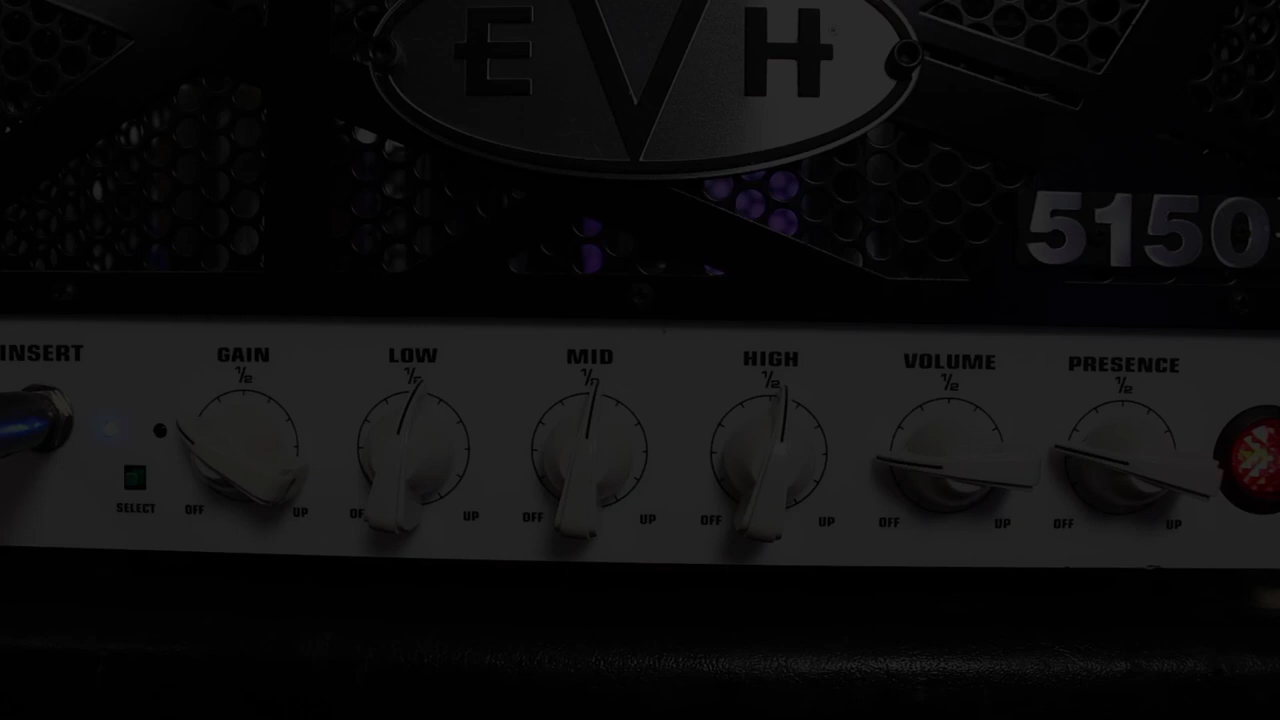 EVH
5150
INSERT
GAIN
LOW
MID
HIGH
VOLUME
PRESENCE
1/2
1/2
1/2
1/2
1/2
1/2
SELECT
OFF
UP
OF
UP
OFF
UP
OFF
UP
OFF
UP
OFF
UP